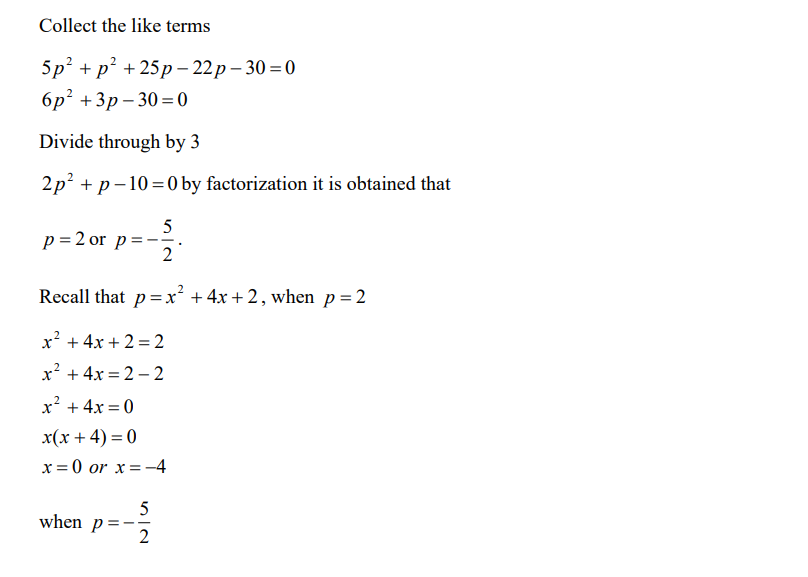 Collect the like terms
5p² + p² + 25p – 22p – 30 = 0
6p² + 3p – 30 = 0
Divide through by 3
2p² + p – 10 = 0 by factorization it is obtained that
p = 2 or p = –5/2.
Recall that p = x² + 4x + 2, when p = 2
x² + 4x + 2 = 2
x² + 4x = 2 – 2
x² + 4x = 0
x(x + 4) = 0
x = 0 or x = –4
when p = –5/2